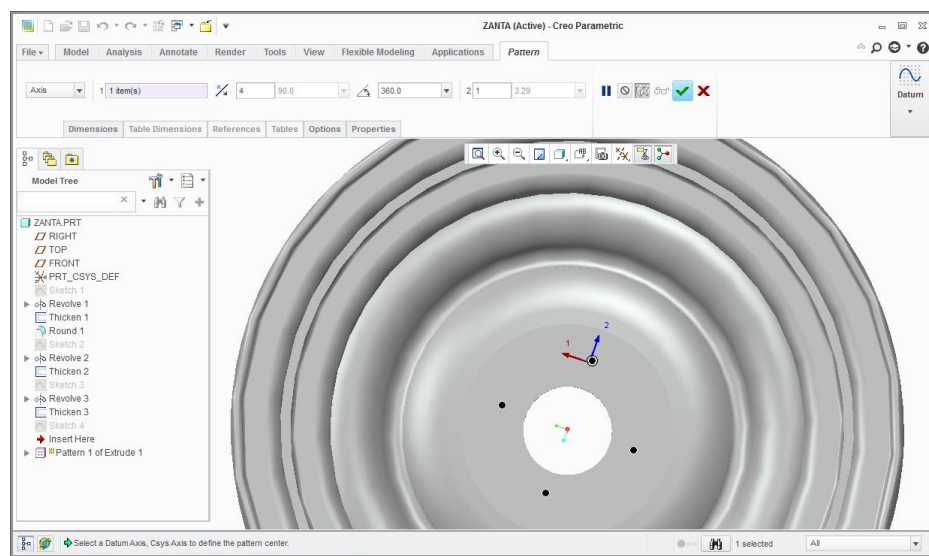 ZANTA (Active) - Creo Parametric
File Model Analysis Annotate Render Tools View Flexible Modeling Applications Pattern
Axis 1 1 item(s) 4 90.0 360.0 2 1 3.29
Datum
Dimensions Table Dimensions References Tables Options Properties
Model Tree
ZANTA.PRT
RIGHT
TOP
FRONT
PRT_CSYS_DEF
Sketch 1
Revolve 1
Thicken 1
Round 1
Sketch 2
Revolve 2
Thicken 2
Sketch 3
Revolve 3
Thicken 3
Sketch 4
Insert Here
Pattern 1 of Extrude 1
2
1
Select a Datum Axis, Csys Axis to define the pattern center.
1 selected
All